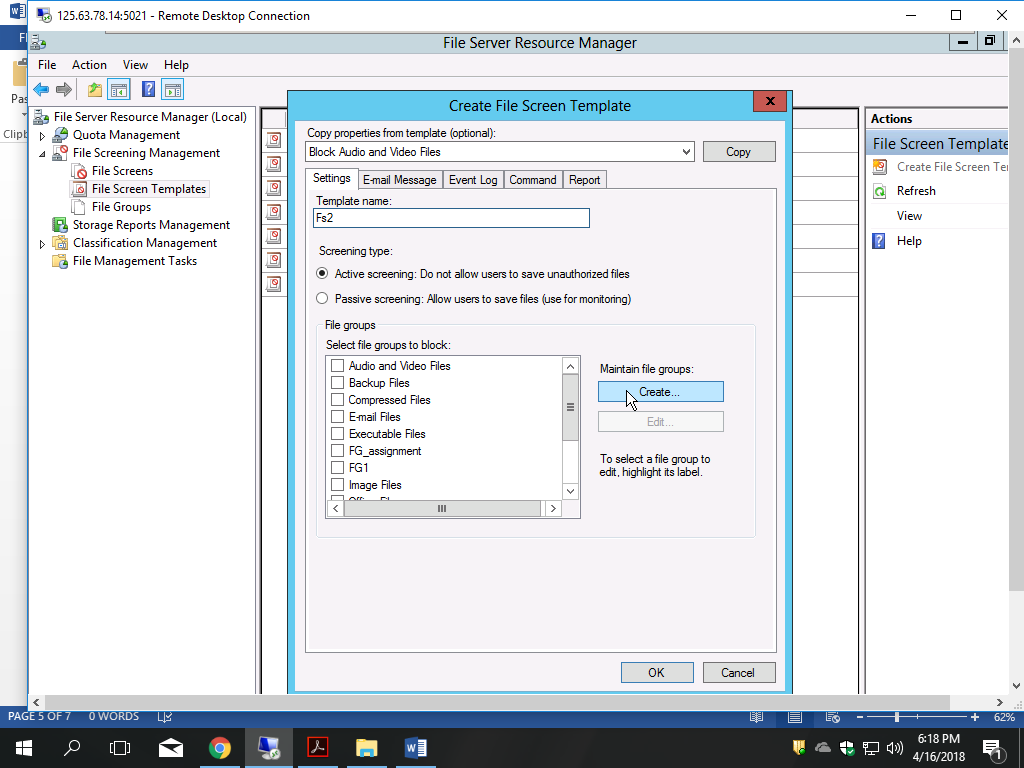 125.63.78.14:5021 - Remote Desktop Connection
File Server Resource Manager
File Action View Help
File Server Resource Manager (Local)
Quota Management
File Screening Management
File Screens
File Screen Templates
File Groups
Storage Reports Management
Classification Management
File Management Tasks
Create File Screen Template
X
Copy properties from template (optional):
Block Audio and Video Files
Copy
Settings E-mail Message Event Log Command Report
Template name:
Fs2
Screening type:
Active screening: Do not allow users to save unauthorized files
Passive screening: Allow users to save files (use for monitoring)
File groups
Select file groups to block:
Audio and Video Files
Backup Files
Compressed Files
E-mail Files
Executable Files
FG_assignment
FG1
Image Files
Maintain file groups:
Create...
Edit...
To select a file group to
edit, highlight its label.
OK Cancel
Actions
File Screen Template
Create File Screen Te
Refresh
View
Help
PAGE 5 OF 7 0 WORDS
62%
6:18 PM
4/16/2018
1